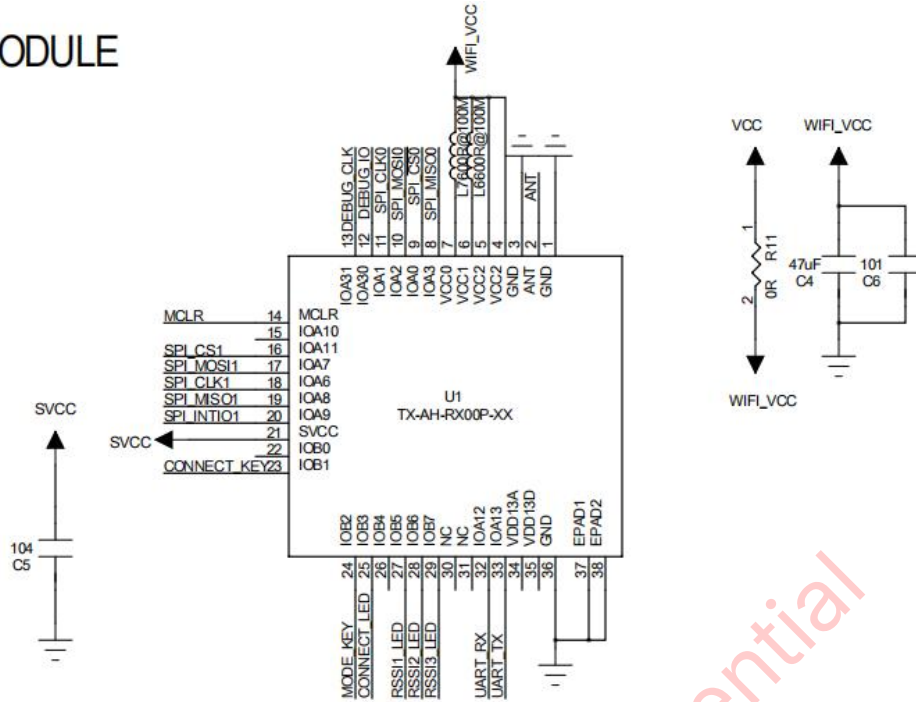 ODULE
WIFI_VCC
L7600R@100M
L6600R@100M
13 DEBUG_CLK
12 DEBUG_IO
11 SPI_CLK0
10 SPI_MOSI0
9 SPI_CS0
8 SPI_MISO0
7
6
5
4
3
2 ANT
1
IOA31
IOA30
IOA1
IOA2
IOA0
IOA3
VCC0
VCC1
VCC2
VCC2
GND
ANT
GND
MCLR 14 MCLR
15 IOA10
SPI_CS1 16 IOA11
SPI_MOSI1 17 IOA7
SPI_CLK1 18 IOA6
SPI_MISO1 19 IOA8
SPI_INTIO1 20 IOA9
SVCC 21 SVCC
22 IOB0
CONNECT_KEY 23 IOB1
U1
TX-AH-RX00P-XX
IOB2
IOB3
IOB4
IOB5
IOB6
IOB7
NC
NC
IOA12
IOA13
VDD13A
VDD13D
GND
EPAD1
EPAD2
24 MODE_KEY
25 CONNECT_LED
26
27 RSSI1_LED
28 RSSI2_LED
29 RSSI3_LED
30
31
32 UART_RX
33 UART_TX
34
35
36
37
38
SVCC
104
C5
VCC
1
R11
0R
2
WIFI_VCC
WIFI_VCC
47uF
C4
101
C6
ential